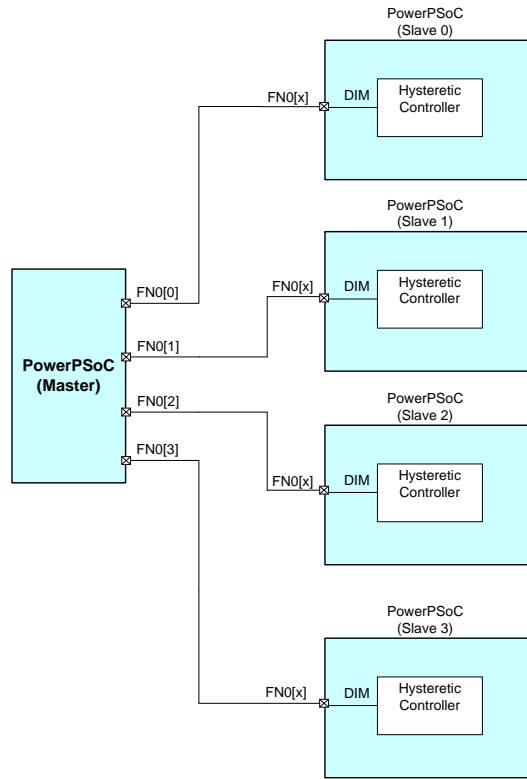 PowerPSoC
(Slave 0)
FN0[x]
DIM
Hysteretic
Controller
PowerPSoC
(Slave 1)
FN0[x]
DIM
Hysteretic
Controller
PowerPSoC
(Master)
FN0[0]
FN0[1]
FN0[2]
FN0[3]
PowerPSoC
(Slave 2)
FN0[x]
DIM
Hysteretic
Controller
PowerPSoC
(Slave 3)
FN0[x]
DIM
Hysteretic
Controller